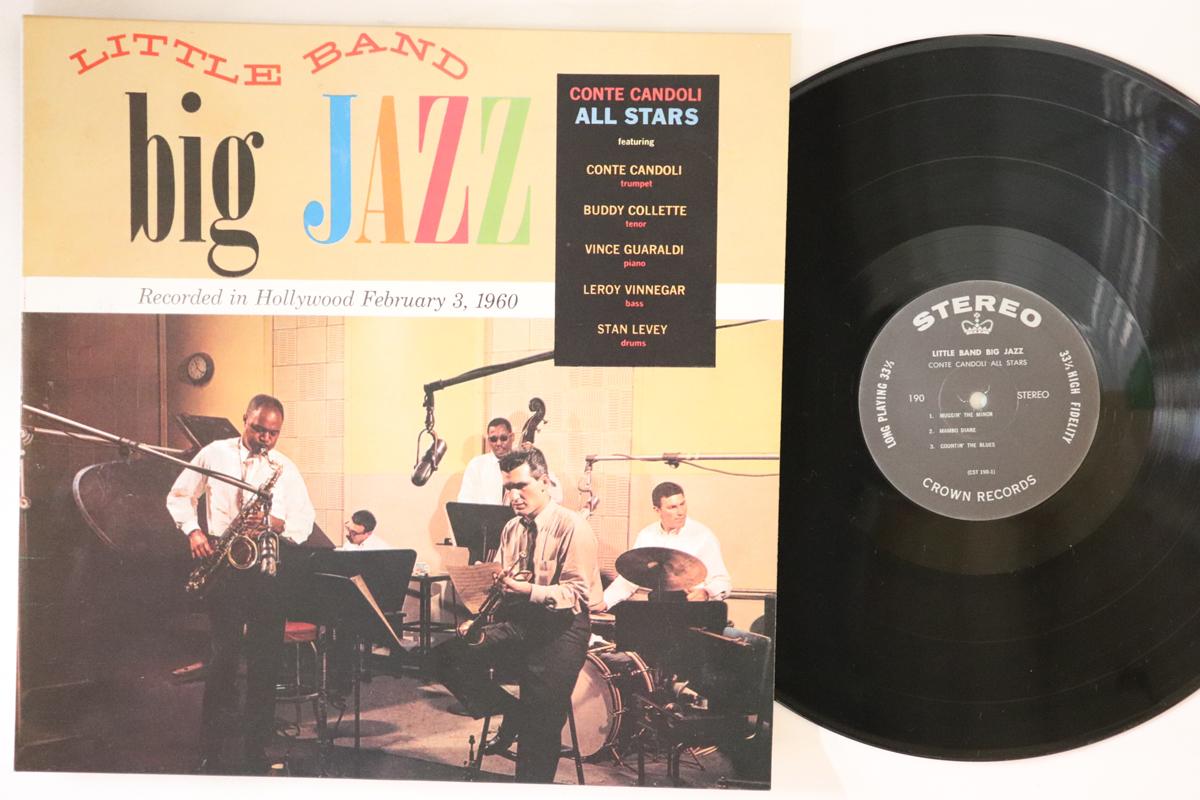 LITTLE BAND
big JAZZ
CONTE CANDOLI
ALL STARS
featuring
CONTE CANDOLI
trumpet
BUDDY COLLETTE
tenor
VINCE GUARALDI
piano
LEROY VINNEGAR
bass
STAN LEVEY
drums
Recorded in Hollywood February 3, 1960
STEREO
LITTLE BAND BIG JAZZ
CONTE CANDOLI ALL STARS
LONG PLAYING 33⅓
33⅓ HIGH FIDELITY
190
STEREO
1. MUGGIN' THE MINOR
2. MAMBO DIANE
3. COUNTIN' THE BLUES
(CST 190-1)
CROWN RECORDS